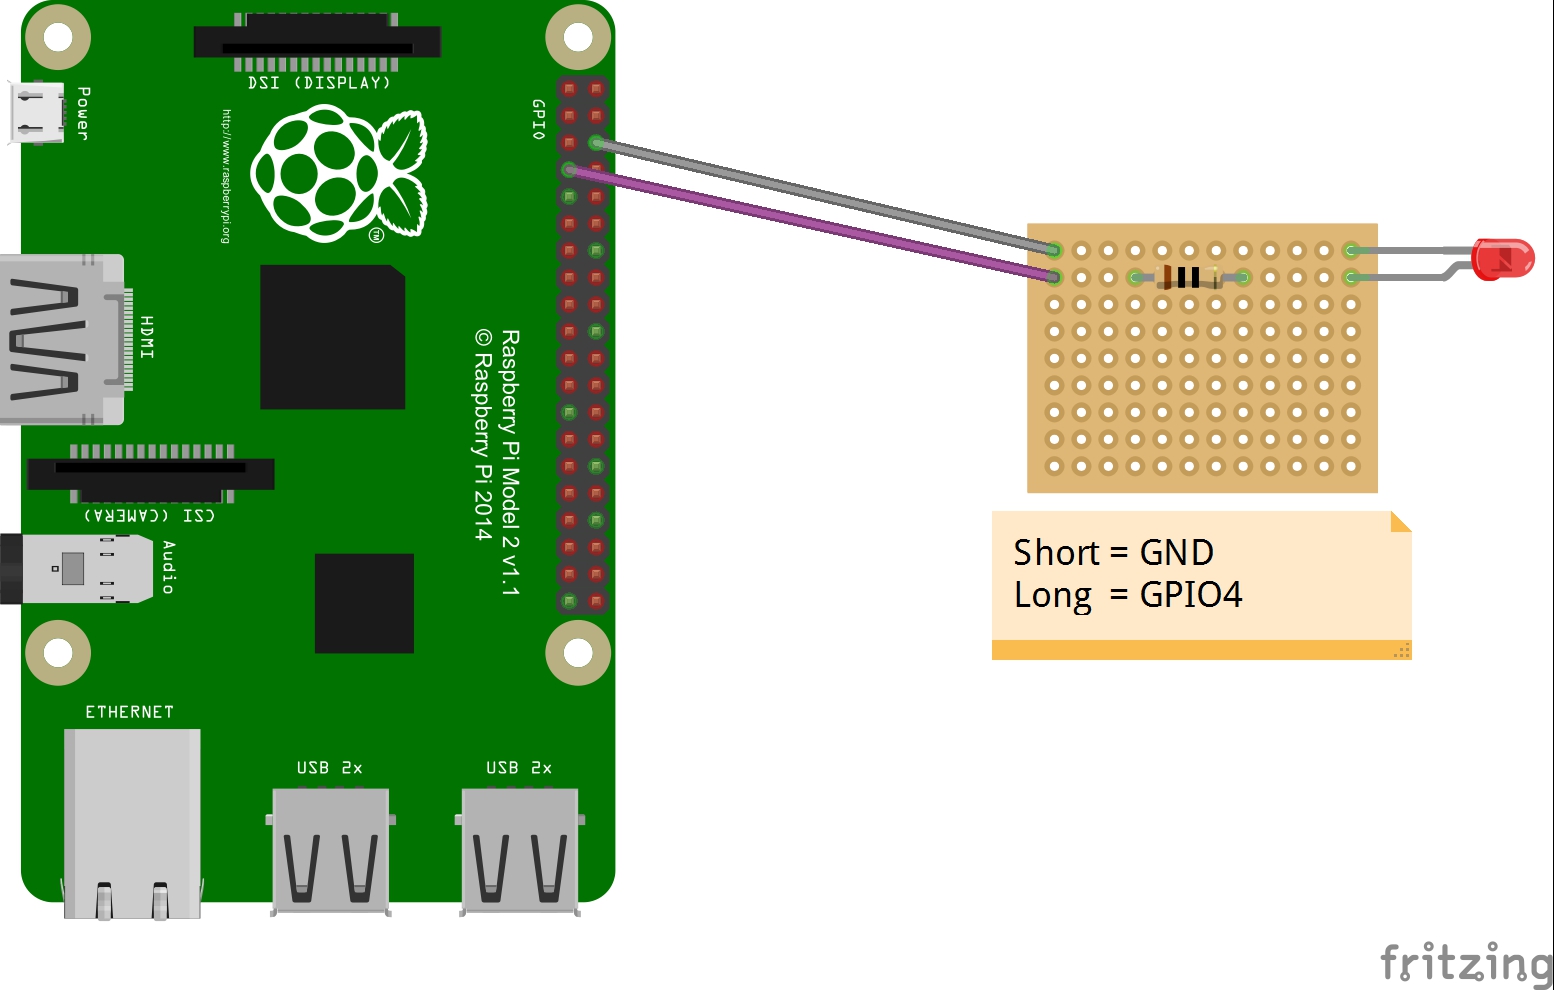 DSI (DISPLAY)
Power
GPIO
http://www.raspberrypi.org
TM
HDMI
Raspberry Pi Model 2 v1.1
© Raspberry Pi 2014
CSI (CAMERA)
Audio
Short = GND
Long = GPIO4
ETHERNET
USB 2x
USB 2x
fritzing